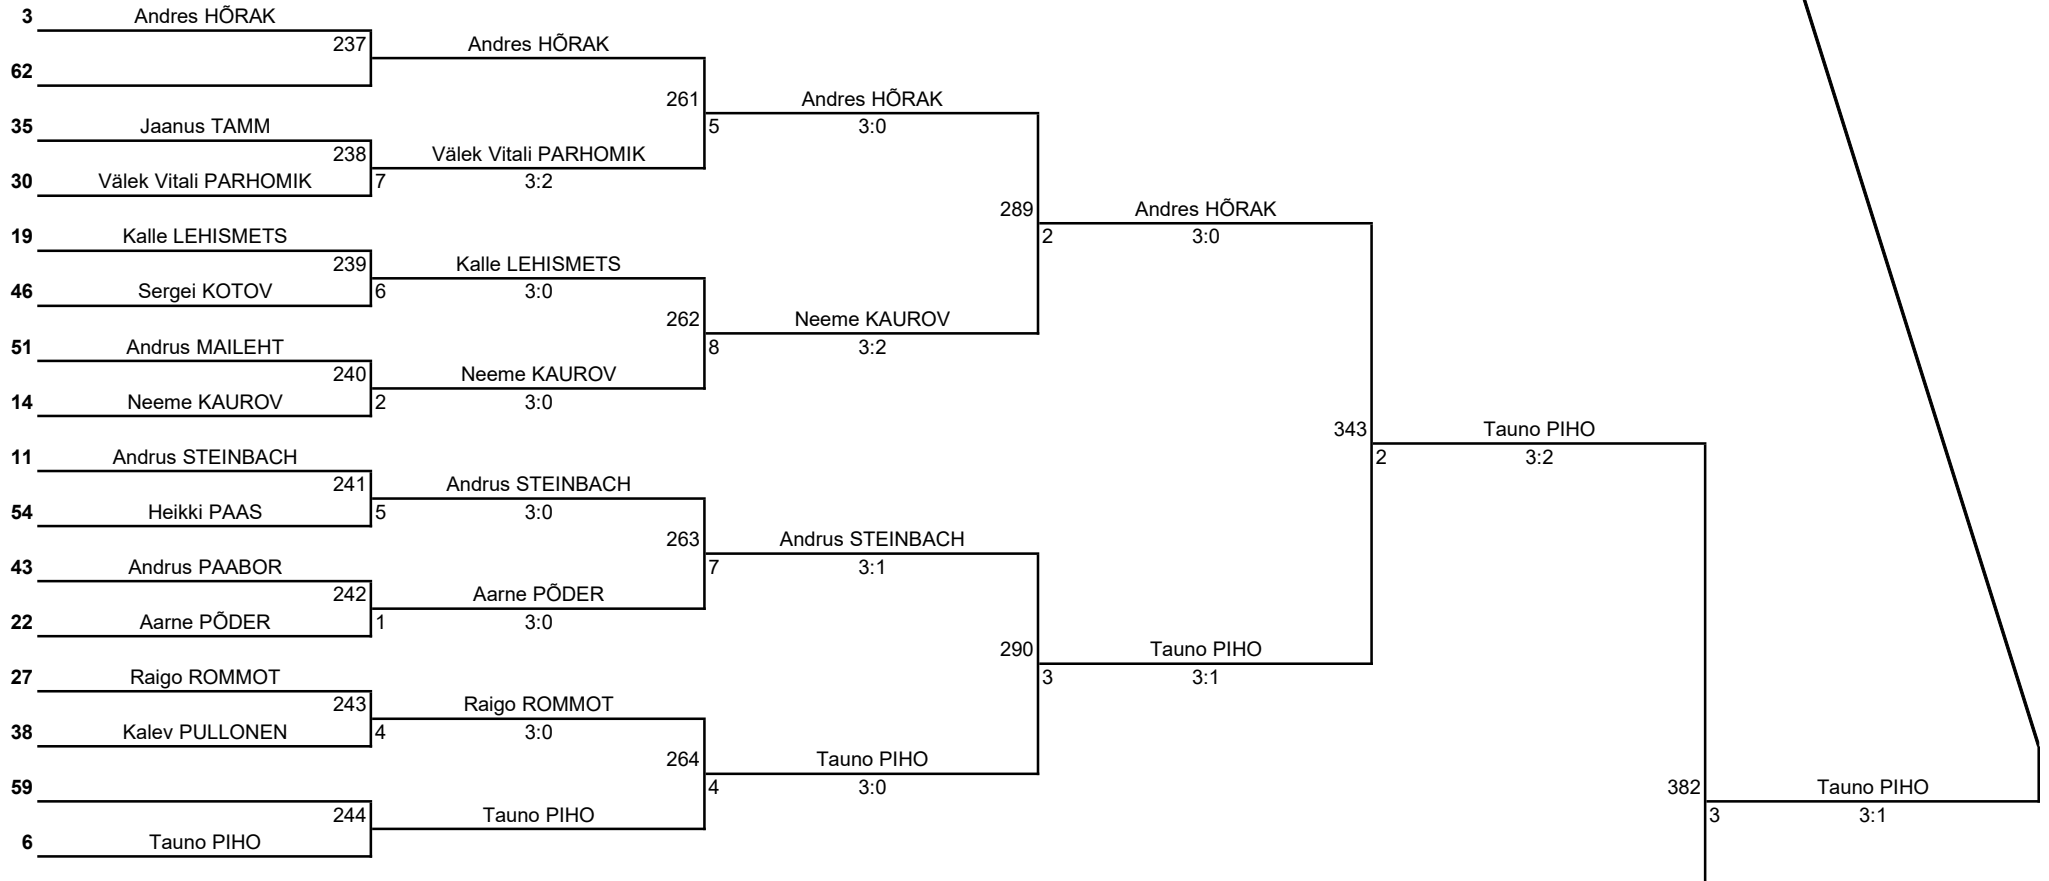 3 Andres HÕRAK
237 Andres HÕRAK
62
261 Andres HÕRAK
35 Jaanus TAMM 5 3:0
238 Välek Vitali PARHOMIK
30 Välek Vitali PARHOMIK 7 3:2
289 Andres HÕRAK
19 Kalle LEHISMETS 2 3:0
239 Kalle LEHISMETS
46 Sergei KOTOV 6 3:0
262 Neeme KAUROV
51 Andrus MAILEHT 8 3:2
240 Neeme KAUROV
14 Neeme KAUROV 2 3:0
343 Tauno PIHO
11 Andrus STEINBACH 2 3:2
241 Andrus STEINBACH
54 Heikki PAAS 5 3:0
263 Andrus STEINBACH
43 Andrus PAABOR 7 3:1
242 Aarne PÕDER
22 Aarne PÕDER 1 3:0
290 Tauno PIHO
27 Raigo ROMMOT 3 3:1
243 Raigo ROMMOT
38 Kalev PULLONEN 4 3:0
264 Tauno PIHO
59 4 3:0 382 Tauno PIHO
244 Tauno PIHO 3 3:1
6 Tauno PIHO